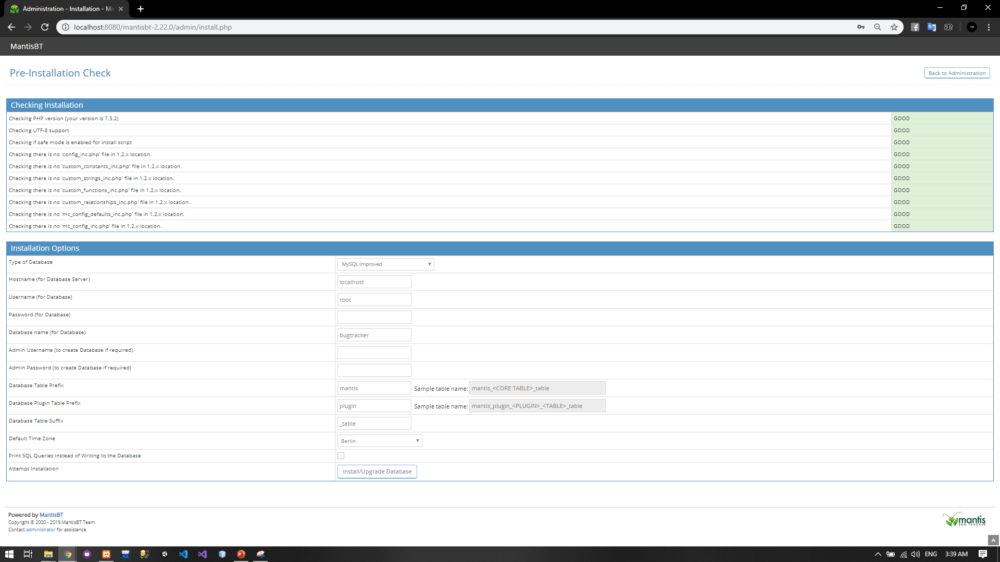 Administration - Installation - Ma
localhost:8080/mantisbt-2.22.0/admin/install.php
MantisBT
Pre-Installation Check
Back to Administration
Checking Installation
Checking PHP version (your version is 7.3.2) GOOD
Checking UTF-8 support GOOD
Checking if safe mode is enabled for install script GOOD
Checking there is no 'config_inc.php' file in 1.2.x location. GOOD
Checking there is no 'custom_constants_inc.php' file in 1.2.x location. GOOD
Checking there is no 'custom_strings_inc.php' file in 1.2.x location. GOOD
Checking there is no 'custom_functions_inc.php' file in 1.2.x location. GOOD
Checking there is no 'custom_relationships_inc.php' file in 1.2.x location. GOOD
Checking there is no 'mc_config_defaults_inc.php' file in 1.2.x location. GOOD
Checking there is no 'mc_config_inc.php' file in 1.2.x location. GOOD
Installation Options
Type of Database MySQL Improved
Hostname (for Database Server) localhost
Username (for Database) root
Password (for Database)
Database name (for Database) bugtracker
Admin Username (to create Database if required)
Admin Password (to create Database if required)
Database Table Prefix mantis Sample table name: mantis_<CORE TABLE>_table
Database Plugin Table Prefix plugin Sample table name: mantis_plugin_<PLUGIN>_<TABLE>_table
Database Table Suffix _table
Default Time Zone Berlin
Print SQL Queries instead of Writing to the Database
Attempt Installation Install/Upgrade Database
Powered by MantisBT
Copyright © 2000 - 2019 MantisBT Team
Contact administrator for assistance
mantis
BUG TRACKER
ENG 3:39 AM